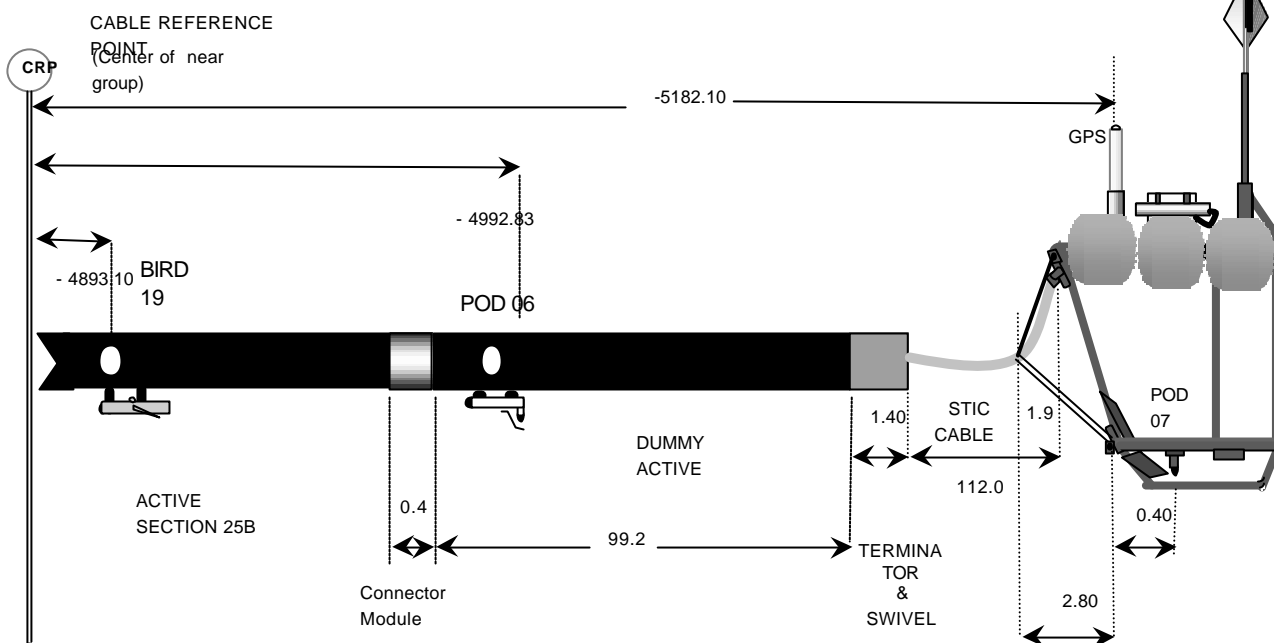 CABLE REFERENCE
POINT
(Center of near
group)
CRP
-5182.10
GPS
- 4992.83
- 4893.10
BIRD
19
POD 06
1.40
STIC
CABLE
1.9
POD
07
DUMMY
ACTIVE
112.0
ACTIVE
SECTION 25B
0.4
0.40
99.2
TERMINA
TOR
&
SWIVEL
Connector
Module
2.80